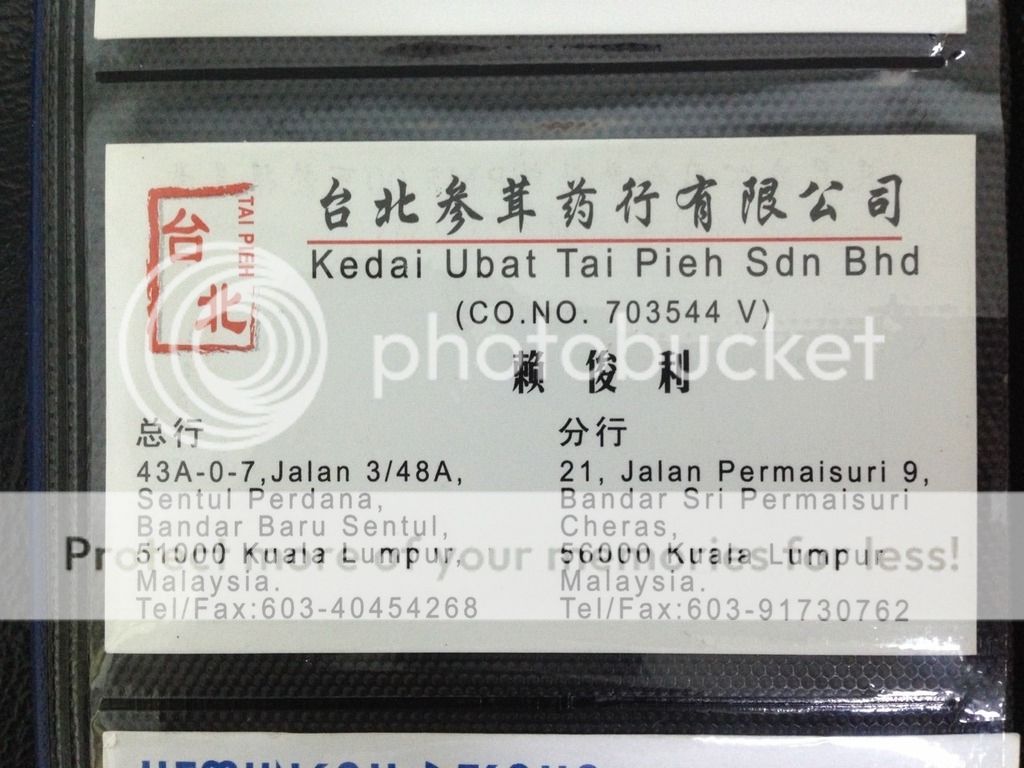 台北参茸药行有限公司
台北
TAI PIEH
Kedai Ubat Tai Pieh Sdn Bhd
(CO.NO. 703544 V)
photobucket
赖俊利
总行
43A-0-7,Jalan 3/48A,
Sentul Perdana,
Bandar Baru Sentul,
51000 Kuala Lumpur,
Malaysia.
Tel/Fax:603-40454268
分行
21, Jalan Permaisuri 9,
Bandar Sri Permaisuri
Cheras,
56000 Kuala Lumpur
Malaysia.
Tel/Fax:603-91730762
Protect more of your memories for less!